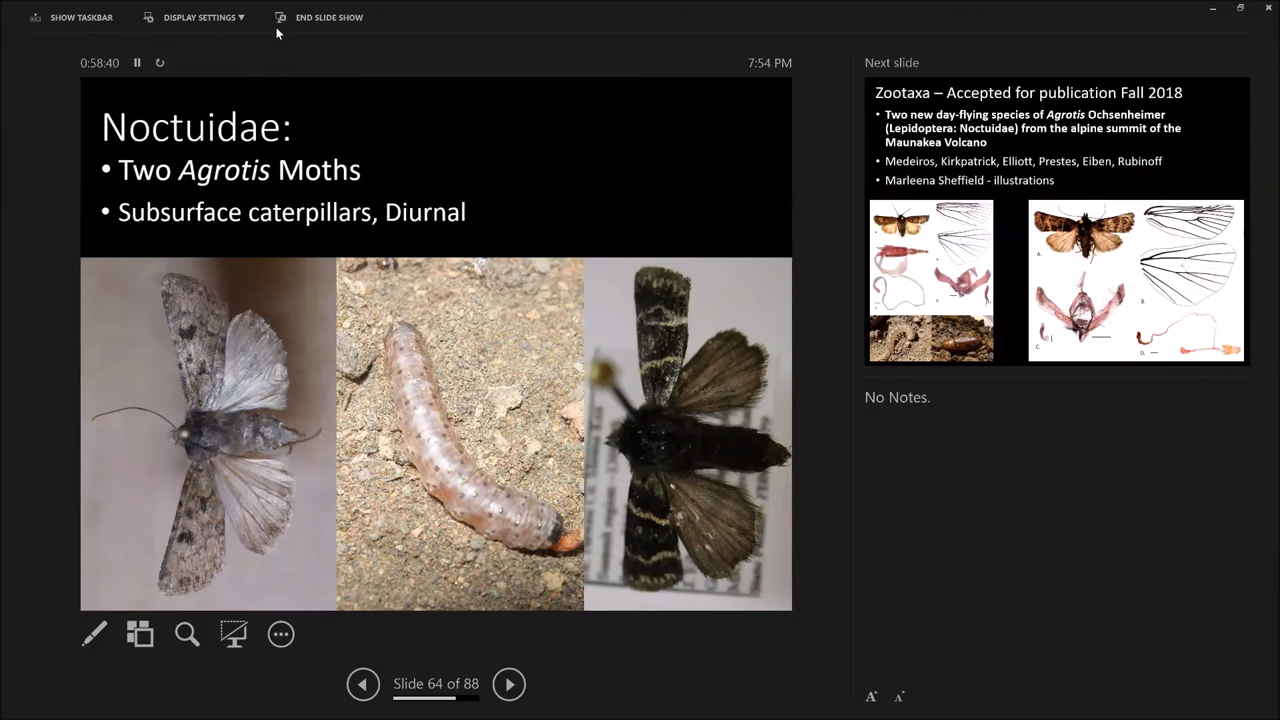 SHOW TASKBAR
DISPLAY SETTINGS ▼
END SLIDE SHOW
0:58:40
7:54 PM
Noctuidae:
• Two Agrotis Moths
• Subsurface caterpillars, Diurnal
Next slide
Zootaxa – Accepted for publication Fall 2018
• Two new day-flying species of Agrotis Ochsenheimer
(Lepidoptera: Noctuidae) from the alpine summit of the
Maunakea Volcano
• Medeiros, Kirkpatrick, Elliott, Prestes, Eiben, Rubinoff
• Marleena Sheffield - illustrations
A.
B.
C.
D.
No Notes.
Slide 64 of 88
A
A